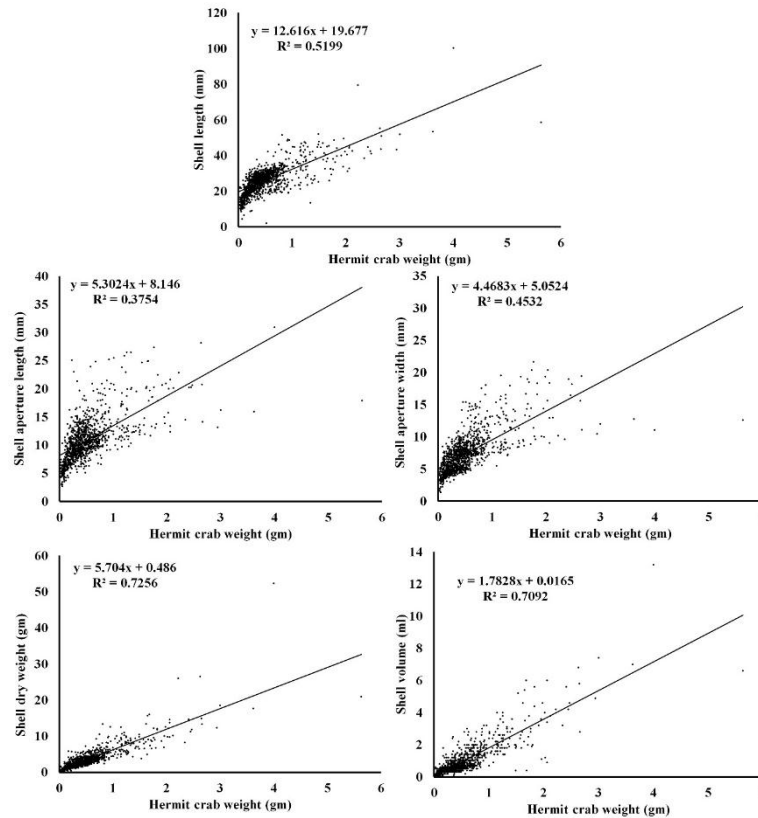 y = 12.616x + 19.677
R² = 0.5199
120
100
80
60
40
20
0
Shell length (mm)
0 1 2 3 4 5 6
Hermit crab weight (gm)
y = 5.3024x + 8.146
R² = 0.3754
40
35
30
25
20
15
10
5
0
Shell aperture length (mm)
0 1 2 3 4 5 6
Hermit crab weight (gm)
y = 4.4683x + 5.0524
R² = 0.4532
35
30
25
20
15
10
5
0
Shell aperture width (mm)
0 1 2 3 4 5
Hermit crab weight (gm)
y = 5.704x + 0.486
R² = 0.7256
60
50
40
30
20
10
0
Shell dry weight (gm)
0 1 2 3 4 5 6
Hermit crab weight (gm)
y = 1.7828x + 0.0165
R² = 0.7092
14
12
10
8
6
4
2
0
Shell volume (ml)
0 1 2 3 4 5
Hermit crab weight (gm)